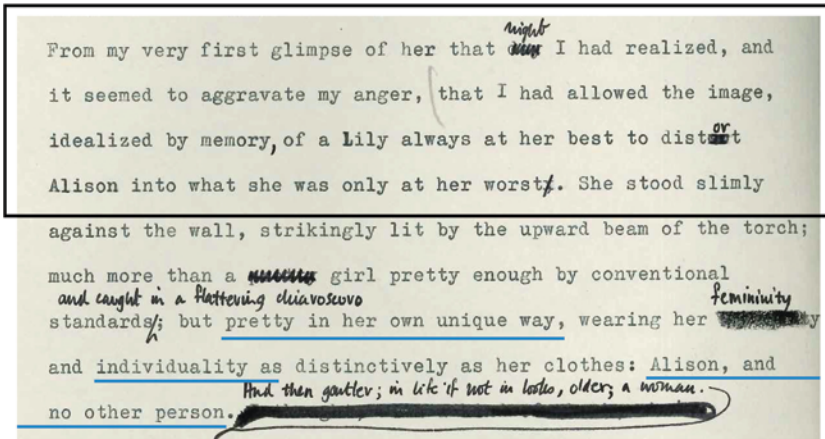 night
From my very first glimpse of her that I had realized, and
it seemed to aggravate my anger, (that I had allowed the image,
idealized by memory, of a Lily always at her best to distort
Alison into what she was only at her worst. She stood slimly
against the wall, strikingly lit by the upward beam of the torch;
much more than a girl pretty enough by conventional
and caught in a flattering chiaroscuro
femininity
standards; but pretty in her own unique way, wearing her
and individuality as distinctively as her clothes: Alison, and
And then gentler; in life if not in looks, older; a woman.
no other person.